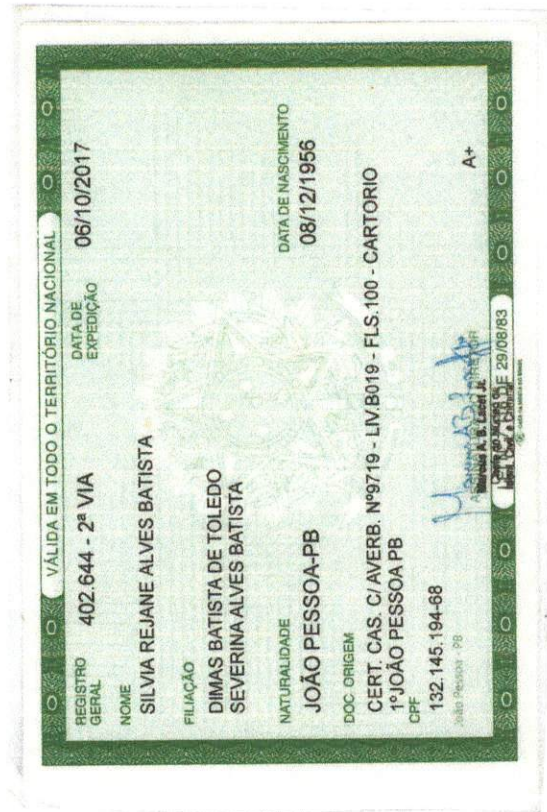 VÁLIDA EM TODO O TERRITÓRIO NACIONAL
REGISTRO GERAL 402.644 - 2ª VIA DATA DE EXPEDIÇÃO 06/10/2017
NOME
SILVIA REJANE ALVES BATISTA
FILIAÇÃO
DIMAS BATISTA DE TOLEDO
SEVERINA ALVES BATISTA
NATURALIDADE DATA DE NASCIMENTO
JOÃO PESSOA-PB 08/12/1956
DOC ORIGEM
CERT. CAS. C/ AVERB. Nº9719 - LIV.B019 - FLS.100 - CARTORIO
1ºJOÃO PESSOA PB
CPF
132.145.194-68
João Pessoa - PB A+
29/08/83